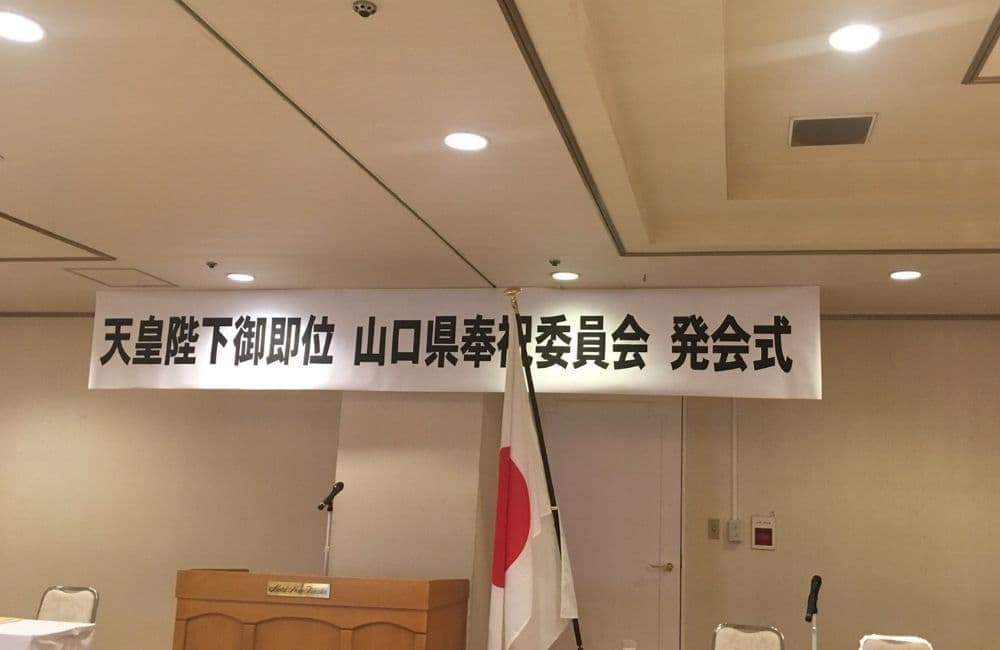 天皇陛下御即位 山口県奉祝委員会 発会式